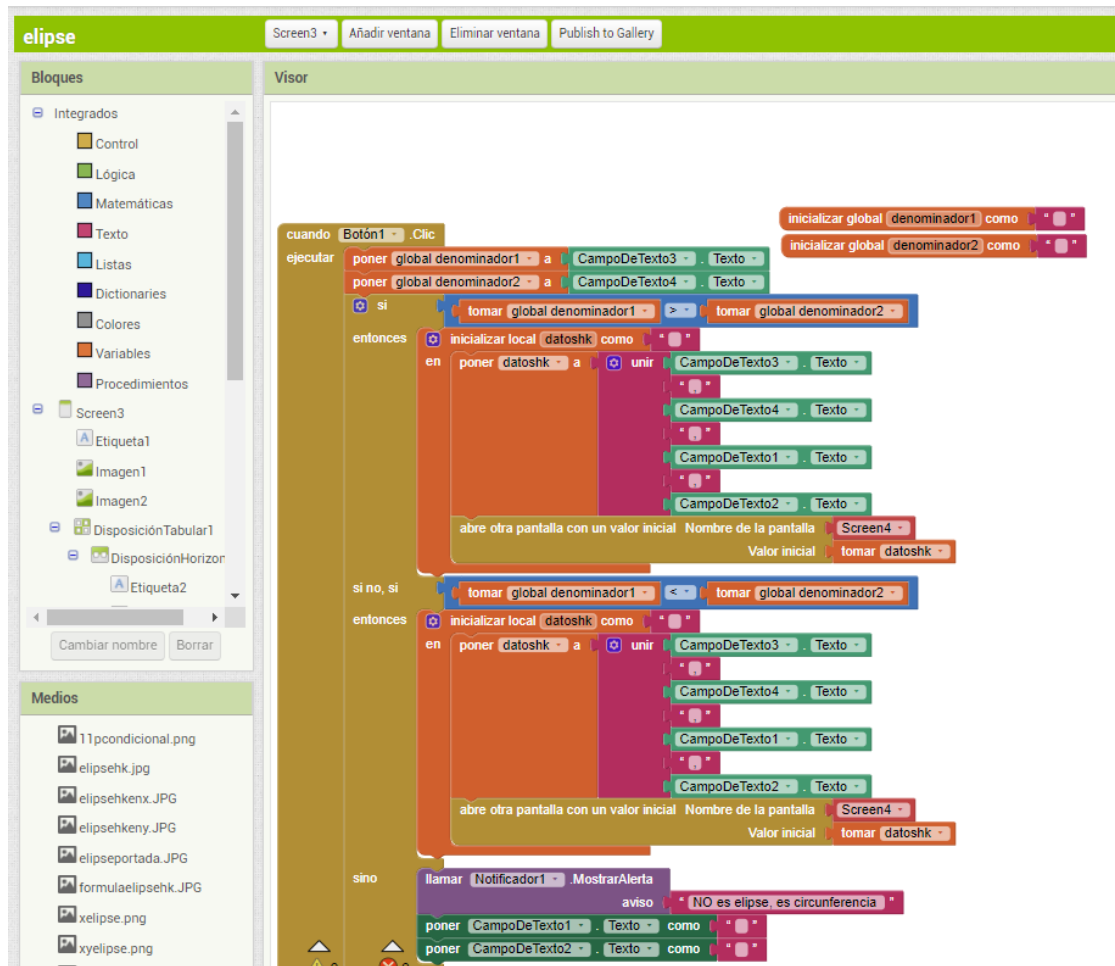 elipse
Screen3 Añadir ventana Eliminar ventana Publish to Gallery
Bloques
Integrados
Control
Lógica
Matemáticas
Texto
Listas
Dictionaries
Colores
Variables
Procedimientos
Screen3
Etiqueta1
Imagen1
Imagen2
DisposiciónTabular1
DisposiciónHorizon
Etiqueta2
Cambiar nombre Borrar
Medios
11pcondicional.png
elipsehk.jpg
elipsehkenx.JPG
elipsehkeny.JPG
elipseportada.JPG
formulaelipsehk.JPG
xelipse.png
xyelipse.png
Visor
inicializar global denominador1 como " "
inicializar global denominador2 como " "
cuando Botón1 .Clic
ejecutar poner global denominador1 a CampoDeTexto3 . Texto
poner global denominador2 a CampoDeTexto4 . Texto
si tomar global denominador1 > tomar global denominador2
entonces inicializar local datoshk como " "
en poner datoshk a unir CampoDeTexto3 . Texto
" , "
CampoDeTexto4 . Texto
" , "
CampoDeTexto1 . Texto
" , "
CampoDeTexto2 . Texto
abre otra pantalla con un valor inicial Nombre de la pantalla Screen4
Valor inicial tomar datoshk
si no, si tomar global denominador1 < tomar global denominador2
entonces inicializar local datoshk como " "
en poner datoshk a unir CampoDeTexto3 . Texto
" , "
CampoDeTexto4 . Texto
" , "
CampoDeTexto1 . Texto
" , "
CampoDeTexto2 . Texto
abre otra pantalla con un valor inicial Nombre de la pantalla Screen4
Valor inicial tomar datoshk
sino llamar Notificador1 .MostrarAlerta
aviso " NO es elipse, es circunferencia "
poner CampoDeTexto1 . Texto como " "
poner CampoDeTexto2 . Texto como " "